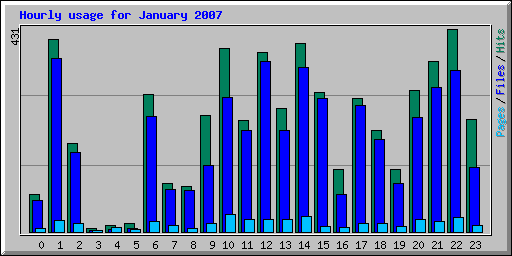 Hourly usage for January 2007
431
Pages/Files/Hits
0 1 2 3 4 5 6 7 8 9 10 11 12 13 14 15 16 17 18 19 20 21 22 23